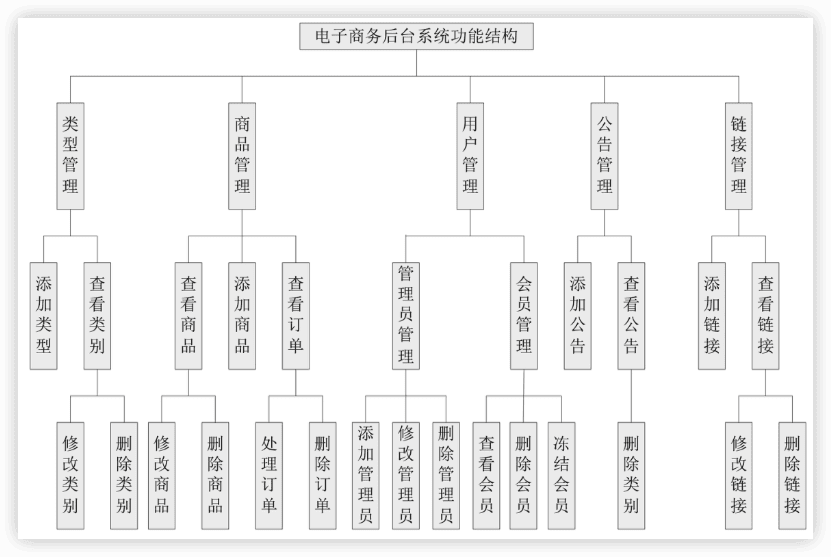 电子商务后台系统功能结构
类型管理
商品管理
用户管理
公告管理
链接管理
添加类型
查看类别
查看商品
添加商品
查看订单
管理员管理
会员管理
添加公告
查看公告
添加链接
查看链接
修改类别
删除类别
修改商品
删除商品
处理订单
删除订单
添加管理员
修改管理员
删除管理员
查看会员
删除会员
冻结会员
删除类别
修改链接
删除链接